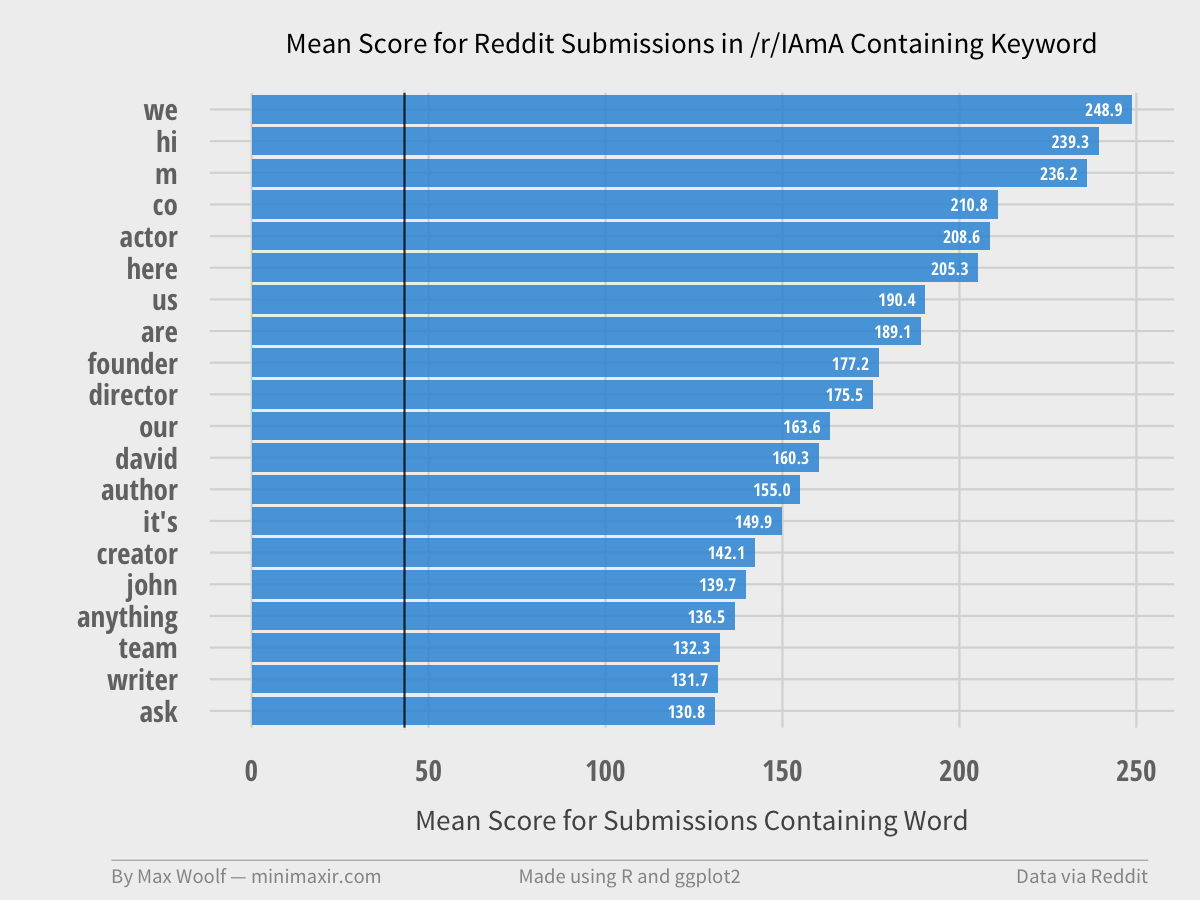 Mean Score for Reddit Submissions in /r/IAmA Containing Keyword
we 248.9
hi 239.3
m 236.2
co 210.8
actor 208.6
here 205.3
us 190.4
are 189.1
founder 177.2
director 175.5
our 163.6
david 160.3
author 155.0
it's 149.9
creator 142.1
john 139.7
anything 136.5
team 132.3
writer 131.7
ask 130.8
0 50 100 150 200 250
Mean Score for Submissions Containing Word
By Max Woolf — minimaxir.com Made using R and ggplot2 Data via Reddit